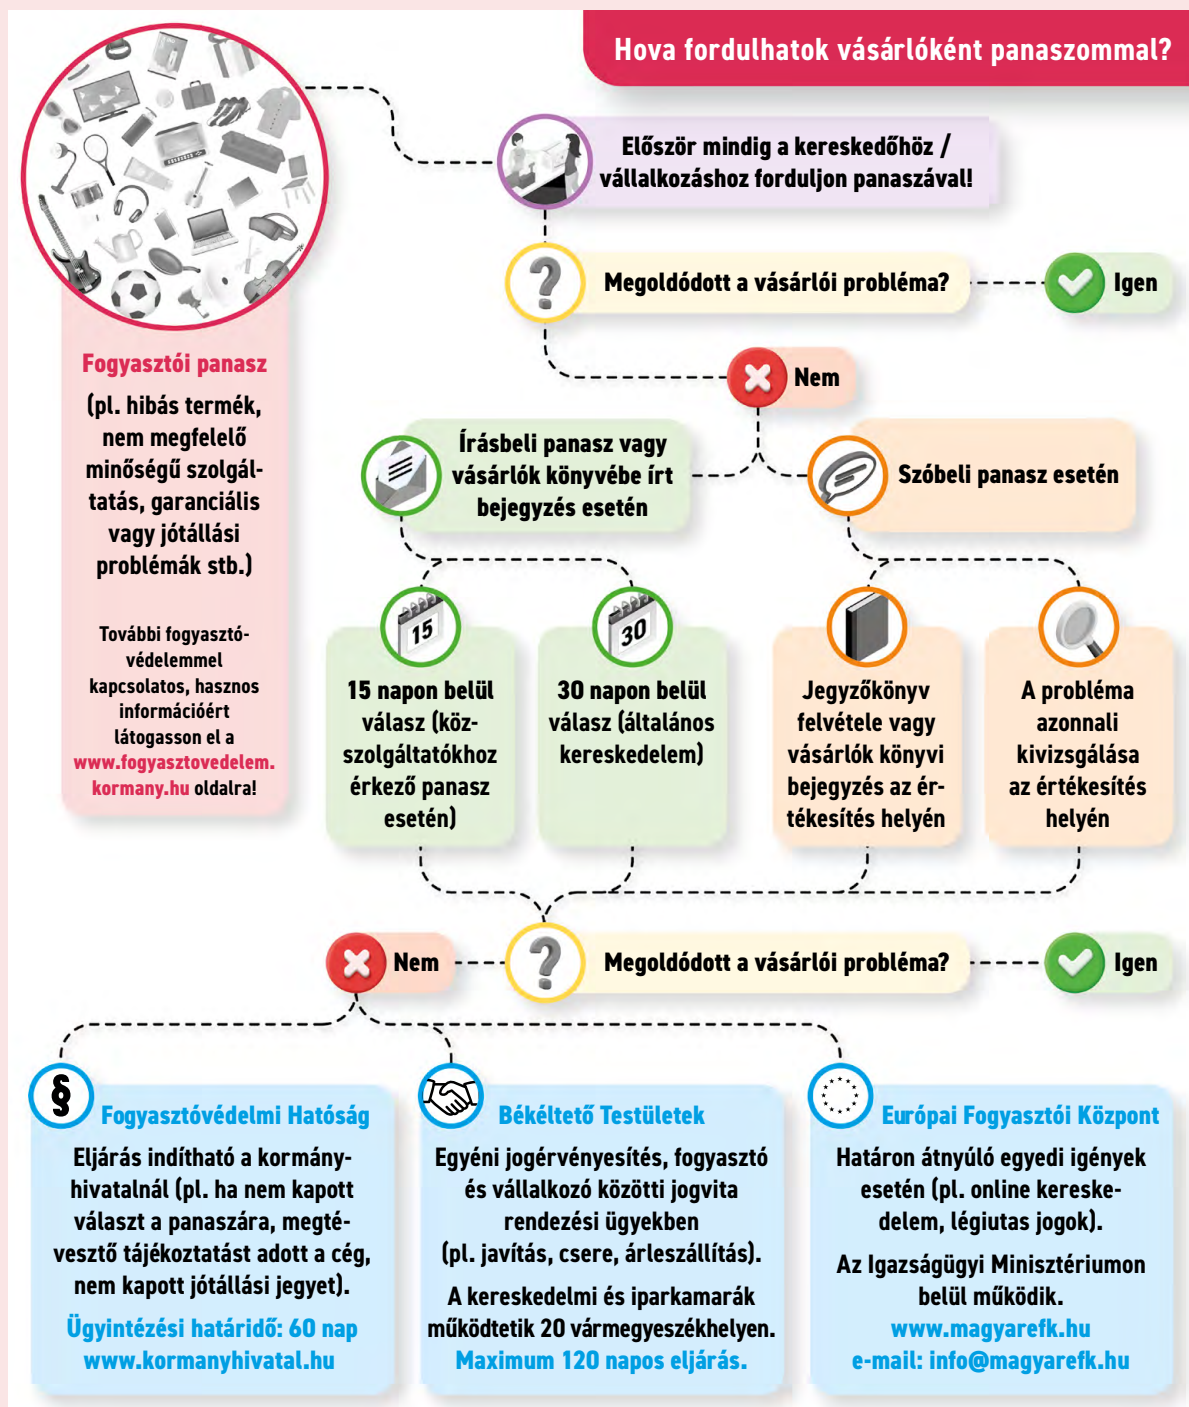 Hova fordulhatok vásárlóként panaszommal?
Először mindig a kereskedőhöz /
vállalkozáshoz forduljon panaszával!
Megoldódott a vásárlói probléma?
Igen
Nem
Fogyasztói panasz
(pl. hibás termék,
nem megfelelő
minőségű szolgál-
tatás, garanciális
vagy jótállási
problémák stb.)
További fogyasztó-
védelemmel
kapcsolatos, hasznos
információért
látogasson el a
www.fogyasztovedelem.
kormany.hu oldalra!
Írásbeli panasz vagy
vásárlók könyvébe írt
bejegyzés esetén
Szóbeli panasz esetén
15
15 napon belül
válasz (köz-
szolgáltatókhoz
érkező panasz
esetén)
30
30 napon belül
válasz (általános
kereskedelem)
Jegyzőkönyv
felvétele vagy
vásárlók könyvi
bejegyzés az ér-
tékesítés helyén
A probléma
azonnali
kivizsgálása
az értékesítés
helyén
Nem
Megoldódott a vásárlói probléma?
Igen
§
Fogyasztóvédelmi Hatóság
Eljárás indítható a kormány-
hivatalnál (pl. ha nem kapott
választ a panaszára, megté-
vesztő tájékoztatást adott a cég,
nem kapott jótállási jegyet).
Ügyintézési határidő: 60 nap
www.kormanyhivatal.hu
Békéltető Testületek
Egyéni jogérvényesítés, fogyasztó
és vállalkozó közötti jogvita
rendezési ügyekben
(pl. javítás, csere, árleszállítás).
A kereskedelmi és iparkamarák
működtetik 20 vármegyeszékhelyen.
Maximum 120 napos eljárás.
Európai Fogyasztói Központ
Határon átnyúló egyedi igények
esetén (pl. online kereske-
delem, légiutas jogok).
Az Igazságügyi Minisztériumon
belül működik.
www.magyarefk.hu
e-mail: info@magyarefk.hu